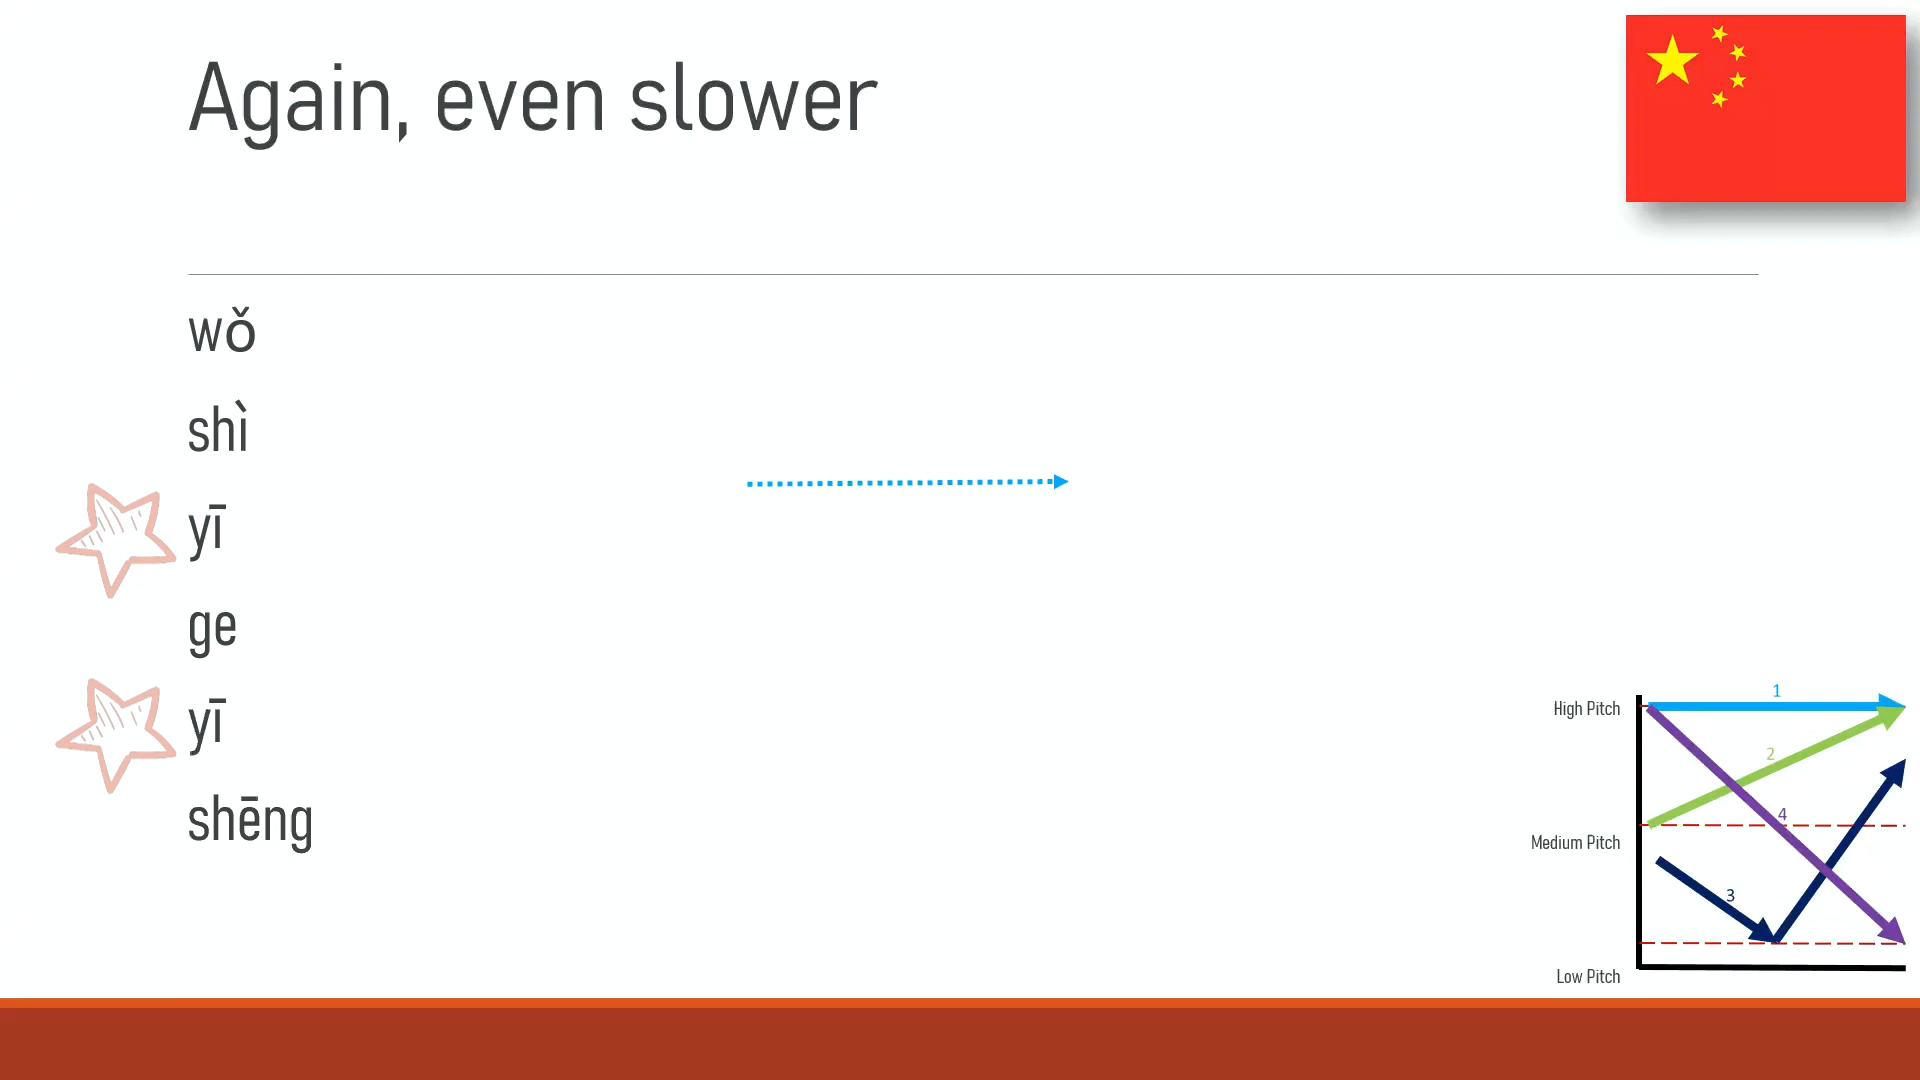 Again, even slower
wǒ
shì
yī
ge
yī
shēng
High Pitch
1
2
4
Medium Pitch
3
Low Pitch